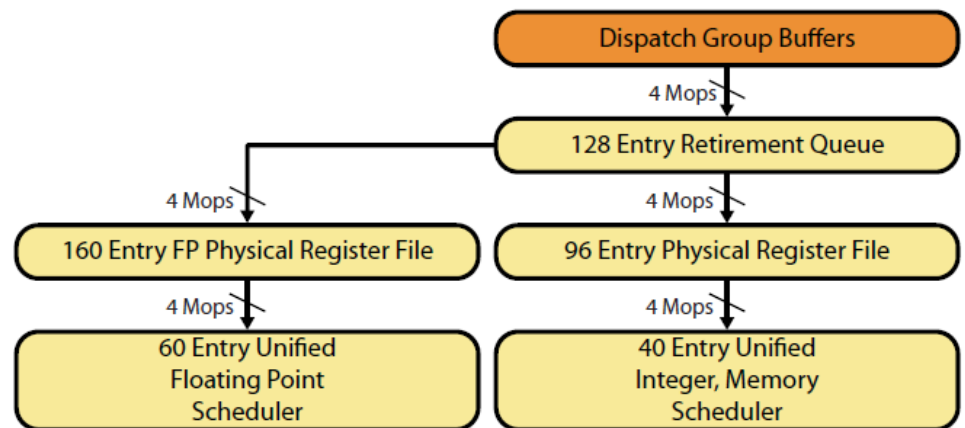 Dispatch Group Buffers
4 Mops
128 Entry Retirement Queue
4 Mops
4 Mops
160 Entry FP Physical Register File
96 Entry Physical Register File
4 Mops
4 Mops
60 Entry Unified
Floating Point
Scheduler
40 Entry Unified
Integer, Memory
Scheduler